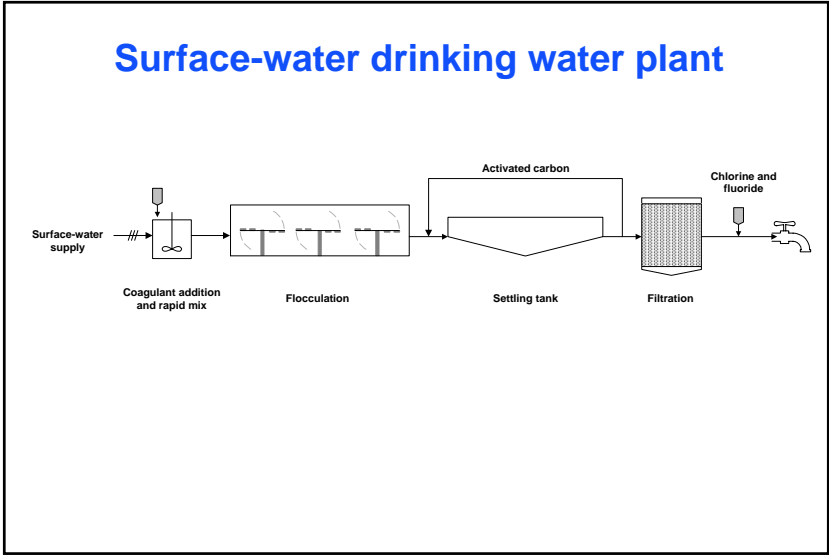 Surface-water drinking water plant
Activated carbon
Chlorine and
fluoride
Surface-water
supply
Coagulant addition
and rapid mix
Flocculation
Settling tank
Filtration